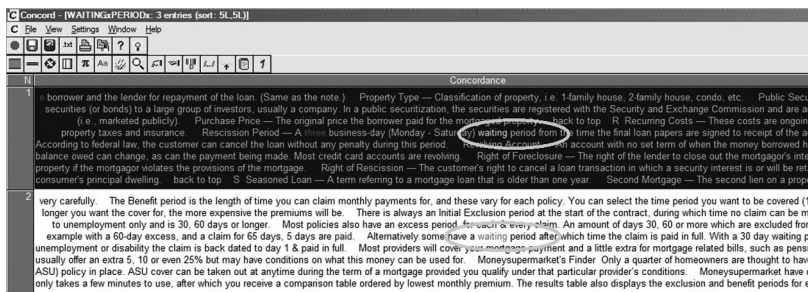 Concord - [WAITINGxPERIODx: 3 entries (sort: 5L,5L)]
C File View Settings Window Help
.txt ?
π Aa 1
N Concordance
1 borrower and the lender for repayment of the loan. (Same as the note.) Property Type — Classification of property, i.e. 1-family house, 2-family house, condo, etc. Public Secu
securities (or bonds) to a large group of investors, usually a company. In a public securitization, the securities are registered with the Security and Exchange Commission and are a
(i.e., marketed publicly). Purchase Price — The original price the borrower paid for the mortgaged property. back to top R Recurring Costs — These costs are ongoin
property taxes and insurance. Rescission Period — A three business-day (Monday - Saturday) waiting period from the time the final loan papers are signed to receipt of the
According to federal law, the customer can cancel the loan without any penalty during this period. Revolving Account — An account with no set term of when the money borrowed h
balance owed can change, as can the payment being made. Most credit card accounts are revolving. Right of Foreclosure — The right of the lender to close out the mortgagor's inte
property if the mortgagor violates the mortgage provisions. Right of Rescission — The customer's right to cancel a loan transaction in which a security interest is or will be ret
consumer's principal dwelling. back to top S Seasoned Loan — A term referring to a mortgage loan that is older than one year. Second Mortgage — The second lien on a prope
2 very carefully. The Benefit period is the length of time you can claim monthly payments for, and these vary for each policy. You can select the time period you want to be covered (1
longer you want the cover for, the more expensive the premiums will be. There is always an Initial Exclusion period at the start of the contract, during which time no claim can be m
to unemployment only and is 30, 60 days or longer. Most policies also have an excess period for each & every claim. An amount of days 30, 60 or more which are excluded from
example with a 60-day excess, and a claim for 65 days, 5 days are paid. Alternatively some have a waiting period after which time the claim is paid in full. With a 30 day waiting p
unemployment or disability the claim is back dated to day 1 & paid in full. Most providers will cover your mortgage payment and a little extra for mortgage related bills, such as pens
usually offer an extra 5, 10 or even 25% but may have conditions on what this money can be used for. Moneysupermarket's Finder Only a quarter of homeowners are thought to hav
ASU) policy in place. ASU cover can be taken out at anytime during the term of a mortgage provided you qualify under that particular provider's conditions. Moneysupermarket have
only takes a few minutes to use, after which you receive a comparison table ordered by lowest monthly premium. The results table also displays the exclusion and benefit periods for